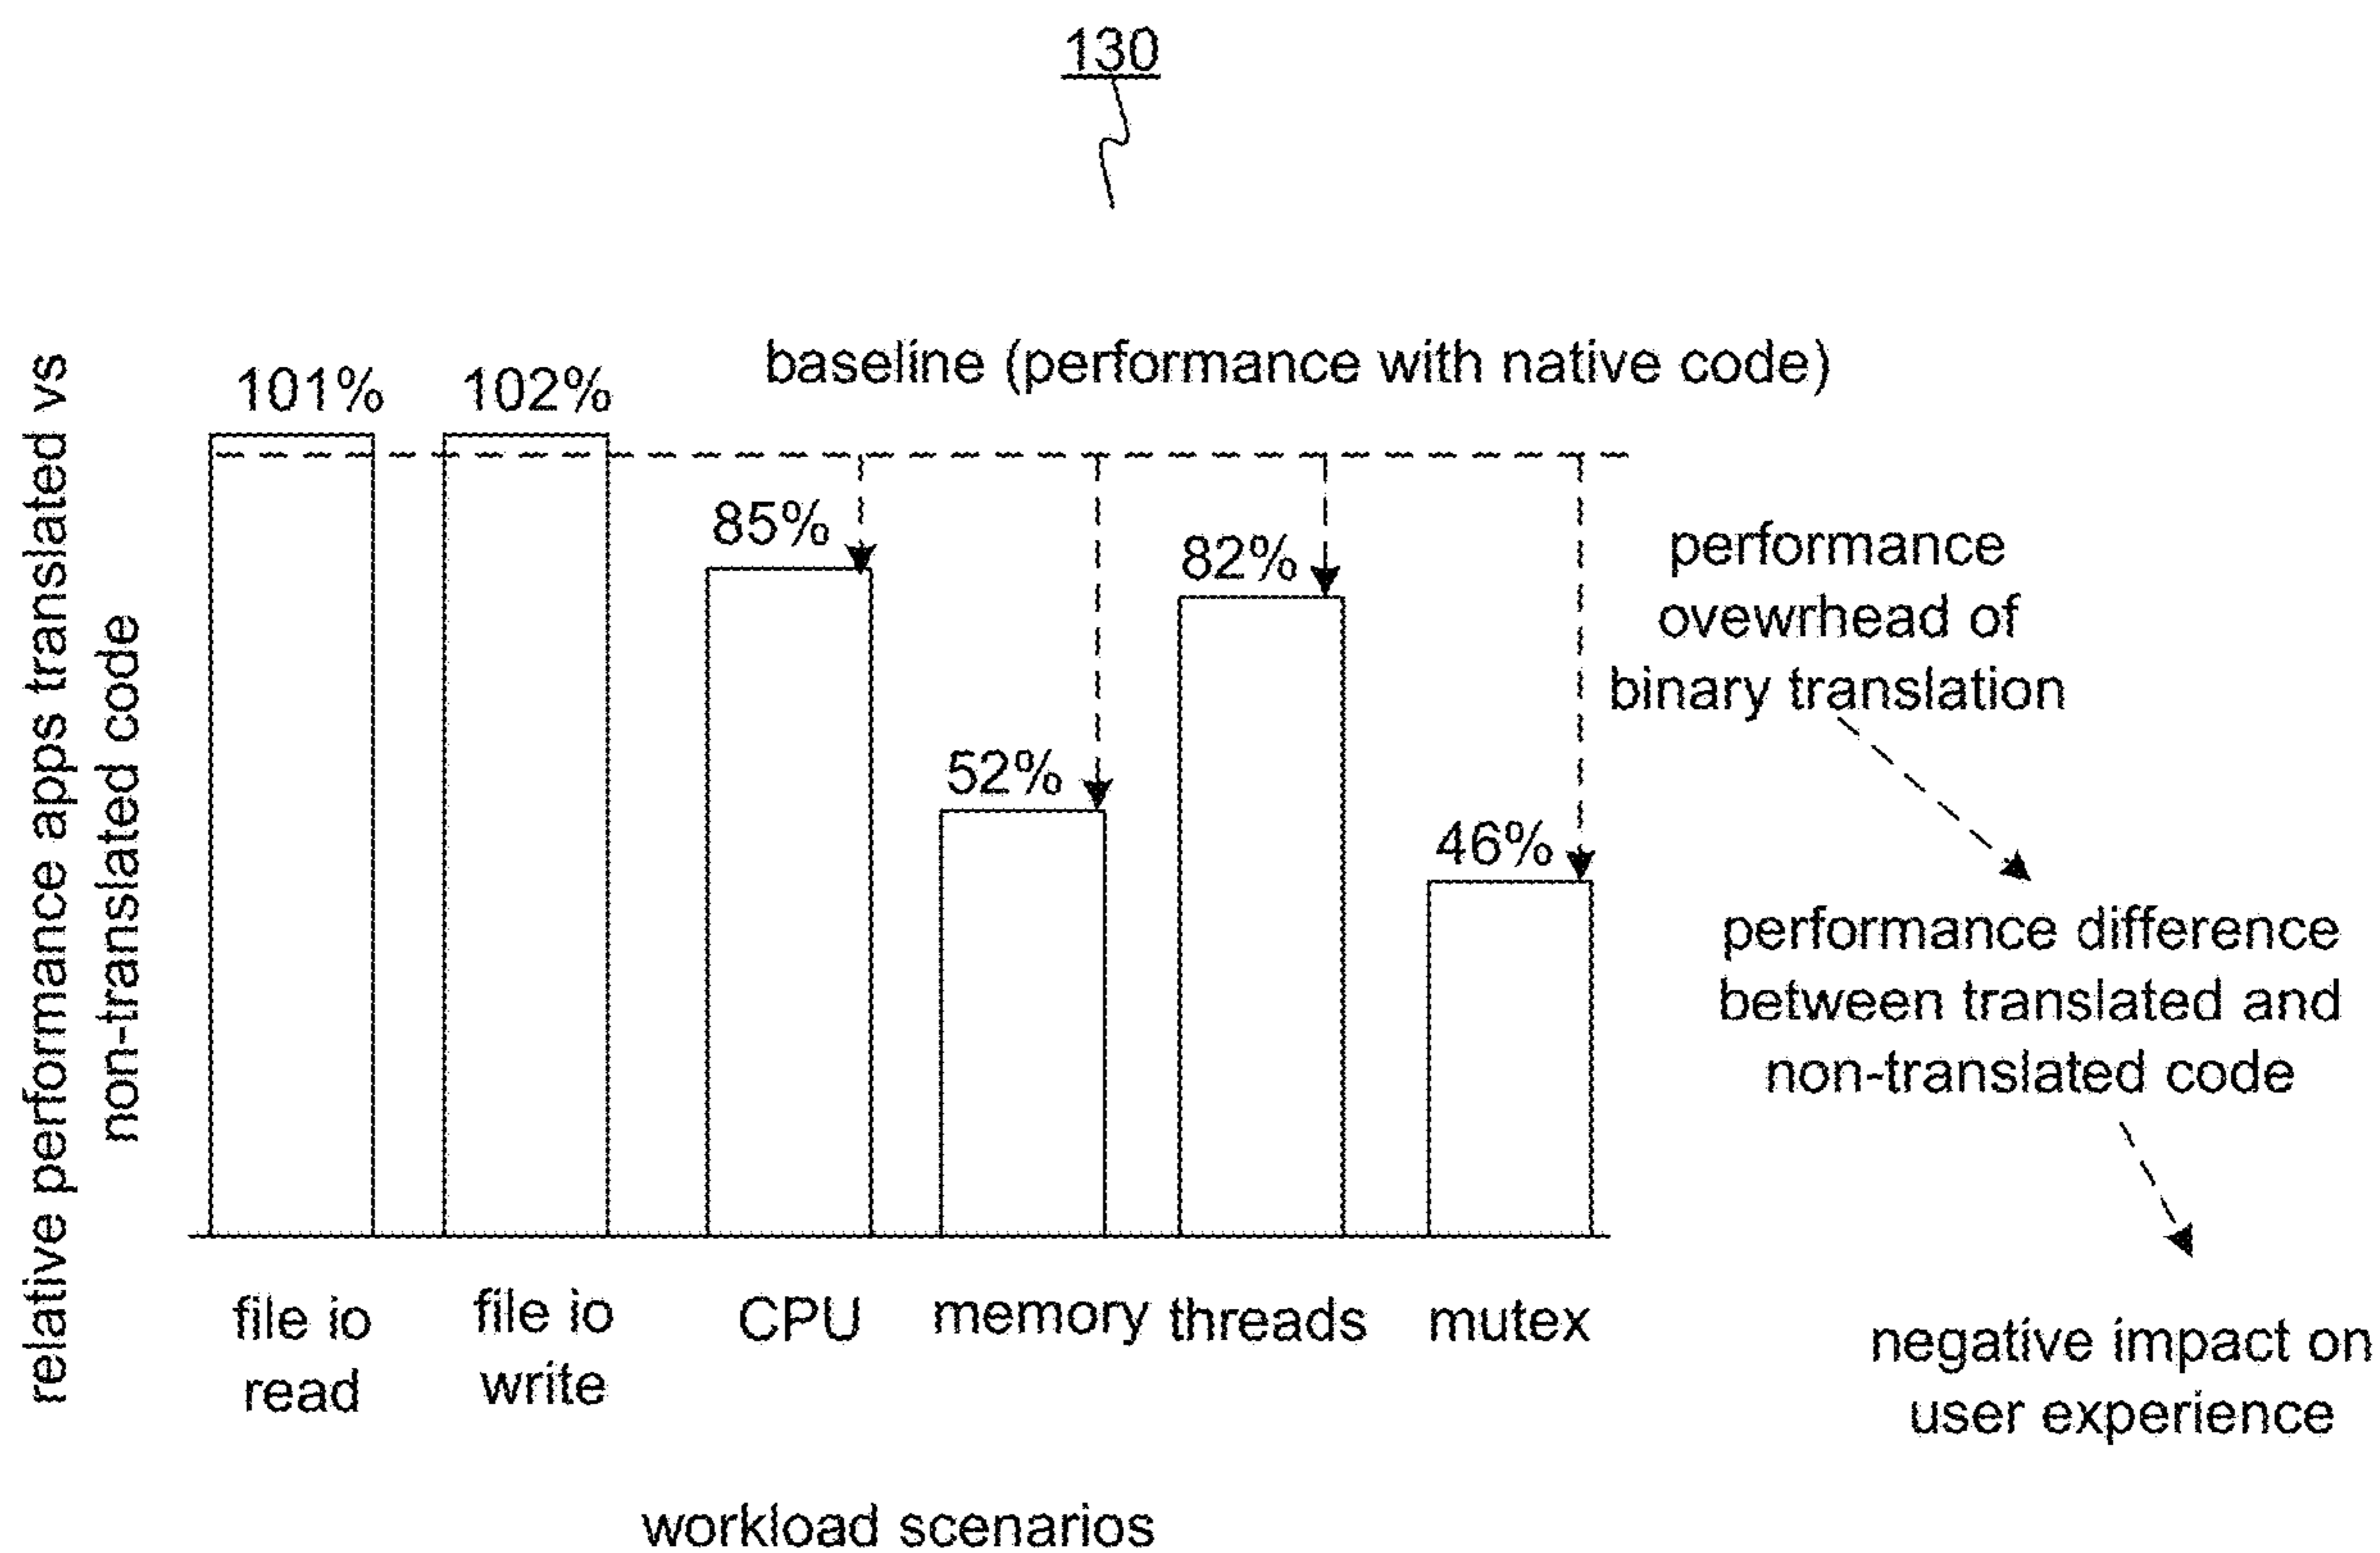 130
relative performance apps translated vs
non-translated code
baseline (performance with native code)
101%
102%
85%
52%
82%
46%
performance
ovewrhead of
binary translation
performance difference
between translated and
non-translated code
negative impact on
user experience
file io
read
file io
write
CPU
memory
threads
mutex
workload scenarios